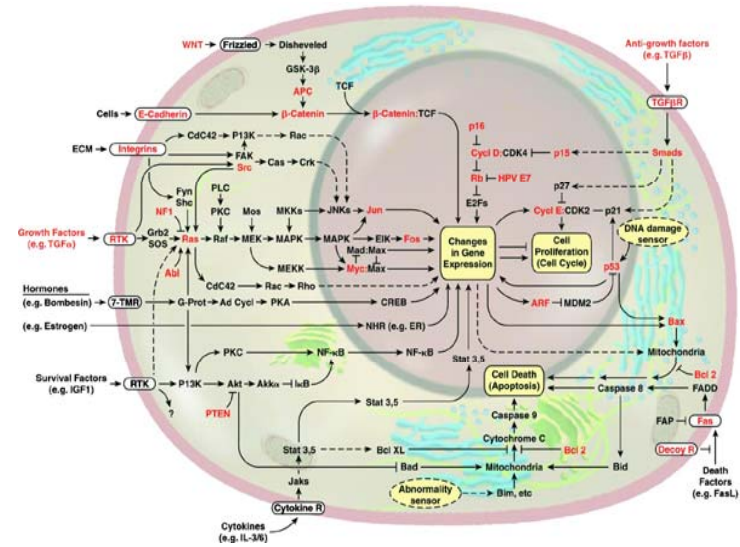 WNT Frizzled Disheveled
Anti-growth factors
(e.g. TGFβ)
GSK-3β
APC
TCF
TGFβR
Cells E-Cadherin β-Catenin β-Catenin:TCF
p16
CdC42 P13K Rac
Cycl D:CDK4 p15 Smads
ECM Integrins
FAK
Src Cas Crk
Rb HPV E7
p27
Fyn
Shc
PLC
E2Fs
NF1
PKC Mos MKKs JNKs Jun
Cycl E:CDK2 p21
Growth Factors
(e.g. TGFα)
RTK
Grb2
SOS
Ras Raf MEK MAPK MAPK ElK Fos
DNA damage
sensor
Changes
in Gene
Expression
Cell
Proliferation
(Cell Cycle)
Mad:Max
Abl
MEKK Myc:Max
p53
CdC42 Rac Rho
Hormones
(e.g. Bombesin)
7-TMR G-Prot Ad Cycl PKA CREB
ARF MDM2
(e.g. Estrogen) NHR (e.g. ER)
Bax
PKC NF-κB NF-κB
Stat 3,5
Mitochondria
Survival Factors
(e.g. IGF1)
RTK P13K Akt Akkα IκB
Cell Death
(Apoptosis)
Bcl 2
Caspase 8 FADD
?
PTEN
Stat 3,5
Caspase 9
FAP Fas
Cytochrome C
Stat 3,5 Bcl XL Bcl 2
Decoy R
Bad Mitochondria Bid
Death
Factors
(e.g. FasL)
Jaks
Abnormality
sensor
Bim, etc
Cytokine R
Cytokines
(e.g. IL-3/6)